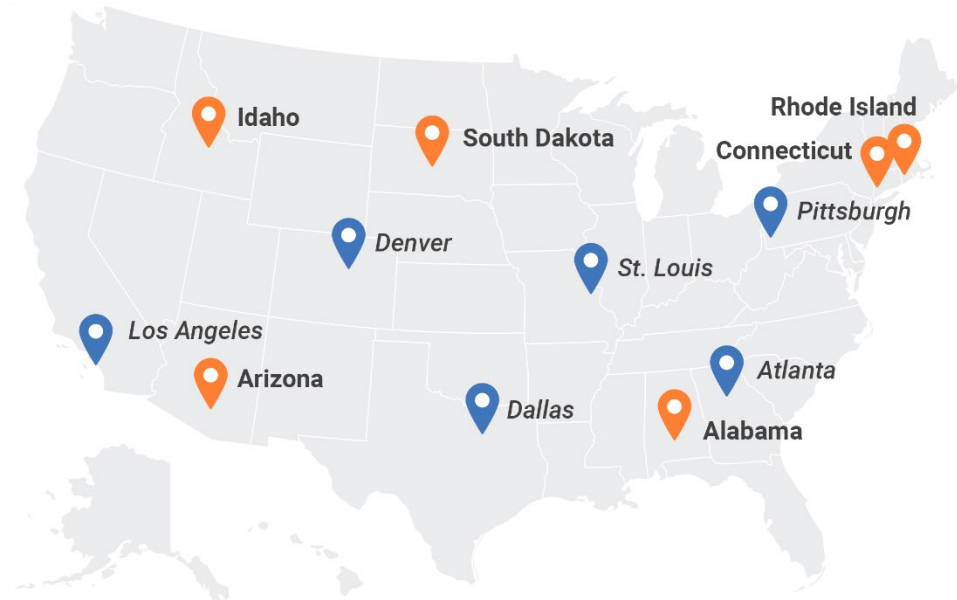 Rhode Island
Idaho
South Dakota
Connecticut
Pittsburgh
Denver
St. Louis
Los Angeles
Atlanta
Arizona
Dallas
Alabama